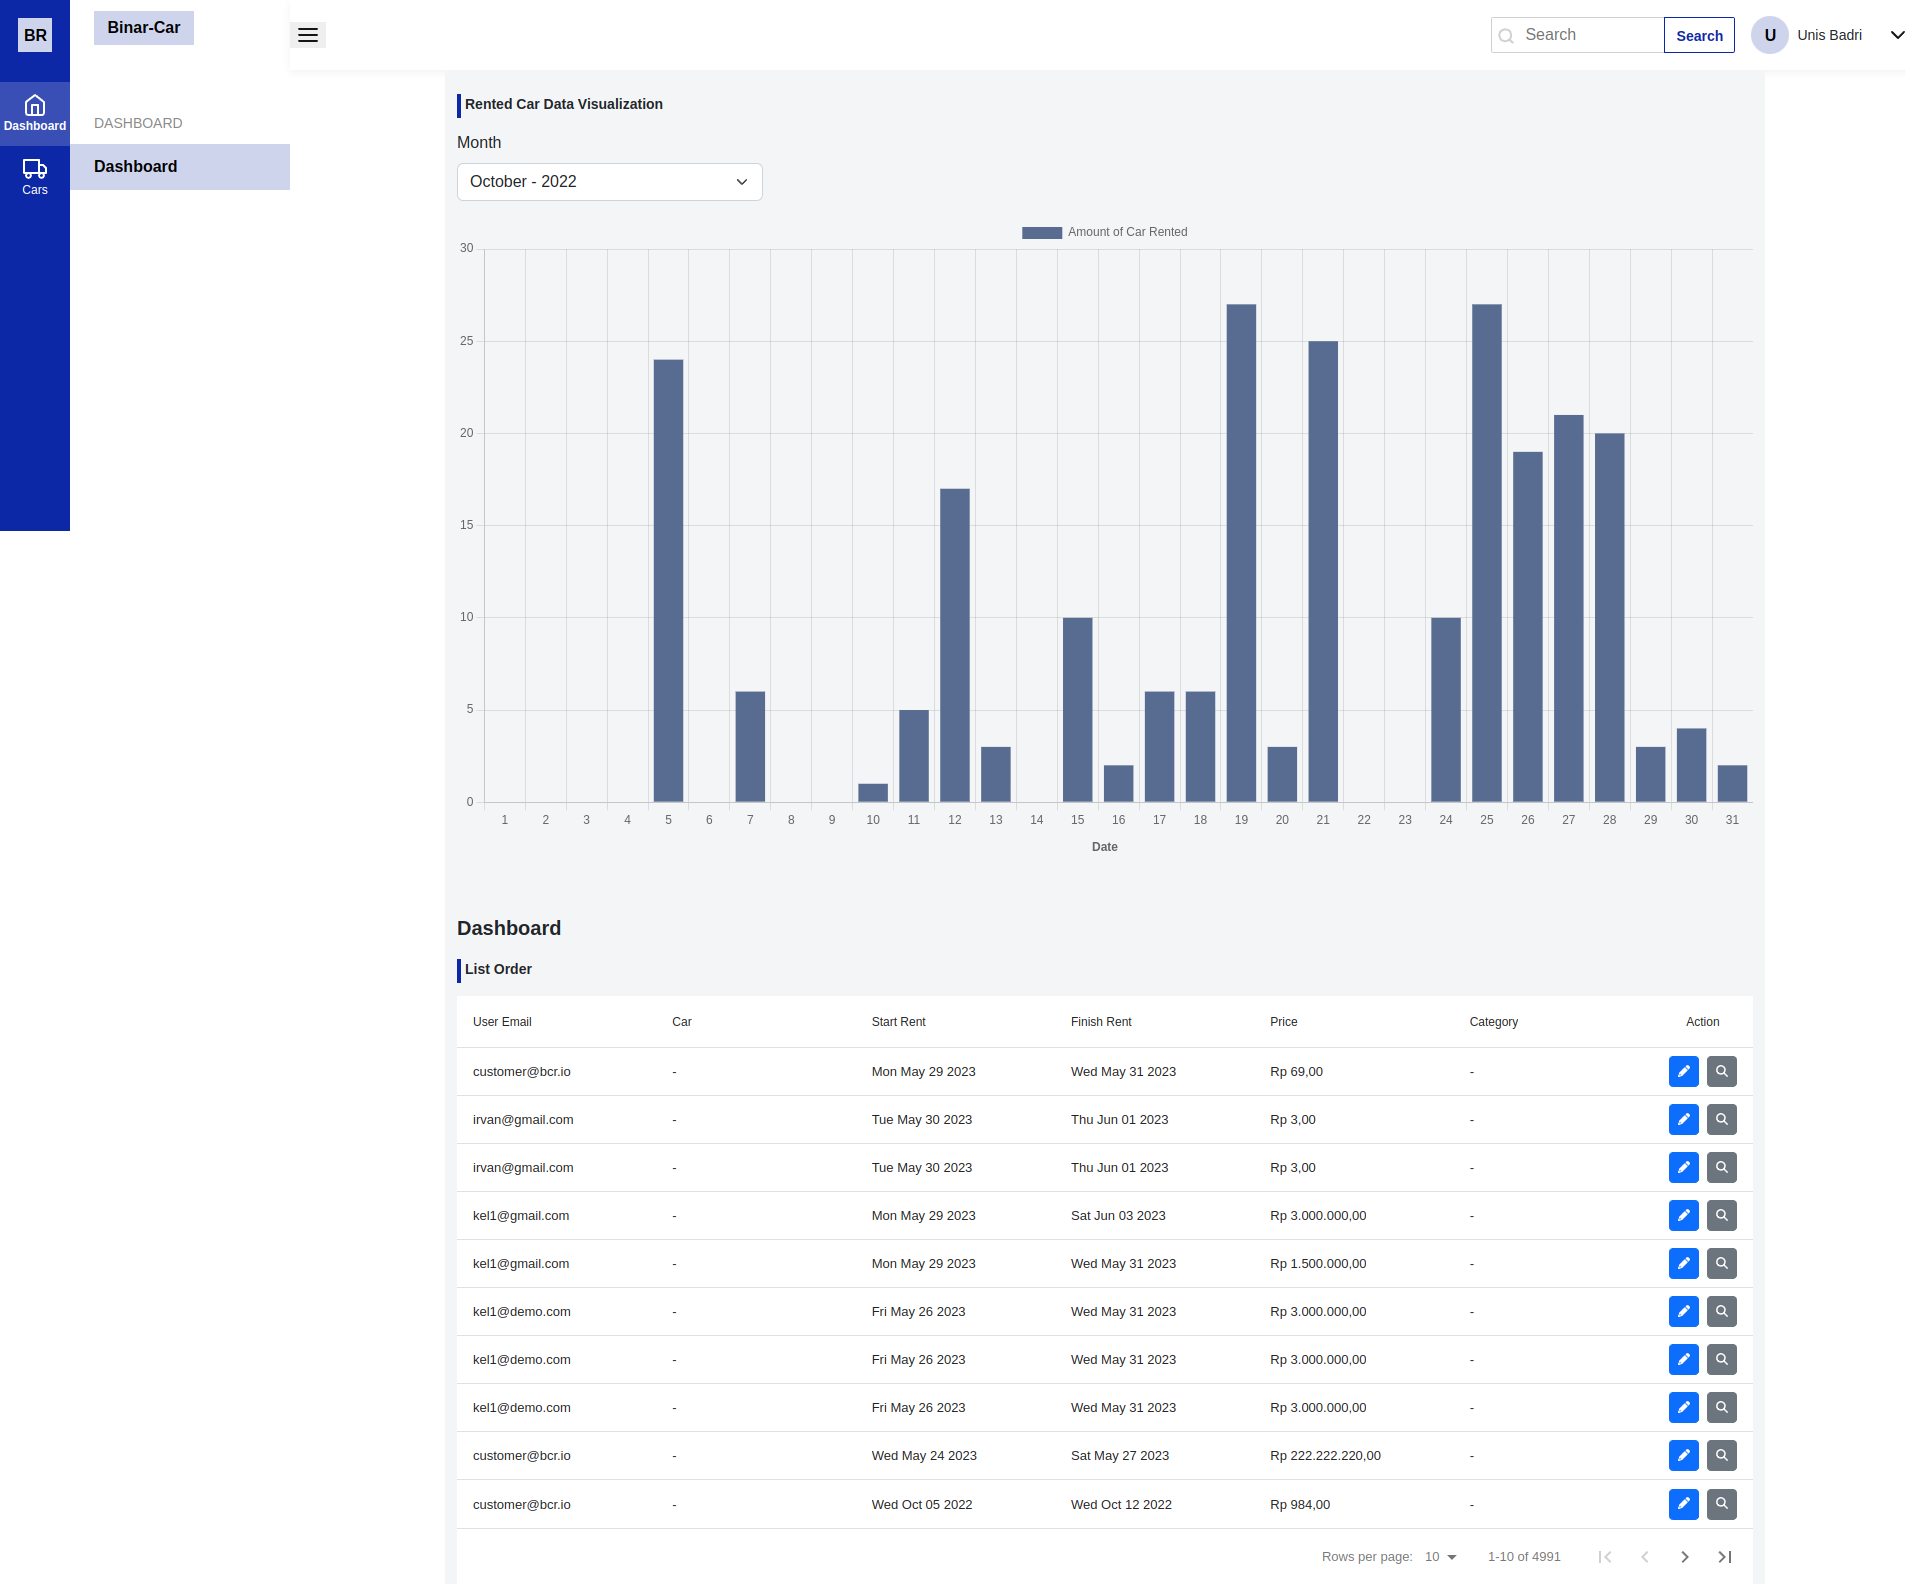 BR
Binar-Car
Search
Search
U
Unis Badri
Dashboard
Cars
DASHBOARD
Dashboard
Rented Car Data Visualization
Month
October - 2022
Amount of Car Rented
30
25
20
15
10
5
0
1 2 3 4 5 6 7 8 9 10 11 12 13 14 15 16 17 18 19 20 21 22 23 24 25 26 27 28 29 30 31
Date
Dashboard
List Order
User Email Car Start Rent Finish Rent Price Category Action
customer@bcr.io - Mon May 29 2023 Wed May 31 2023 Rp 69,00 -
irvan@gmail.com - Tue May 30 2023 Thu Jun 01 2023 Rp 3,00 -
irvan@gmail.com - Tue May 30 2023 Thu Jun 01 2023 Rp 3,00 -
kel1@gmail.com - Mon May 29 2023 Sat Jun 03 2023 Rp 3.000.000,00 -
kel1@gmail.com - Mon May 29 2023 Wed May 31 2023 Rp 1.500.000,00 -
kel1@demo.com - Fri May 26 2023 Wed May 31 2023 Rp 3.000.000,00 -
kel1@demo.com - Fri May 26 2023 Wed May 31 2023 Rp 3.000.000,00 -
kel1@demo.com - Fri May 26 2023 Wed May 31 2023 Rp 3.000.000,00 -
customer@bcr.io - Wed May 24 2023 Sat May 27 2023 Rp 222.222.220,00 -
customer@bcr.io - Wed Oct 05 2022 Wed Oct 12 2022 Rp 984,00 -
Rows per page: 10 1-10 of 4991